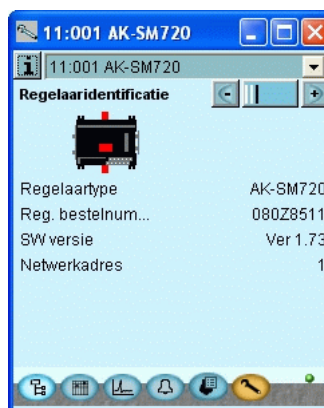 11:001 AK-SM720
11:001 AK-SM720
Regelaaridentificatie
Regelaartype AK-SM720
Reg. bestelnum... 080Z8511
SW versie Ver 1.73
Netwerkadres 1